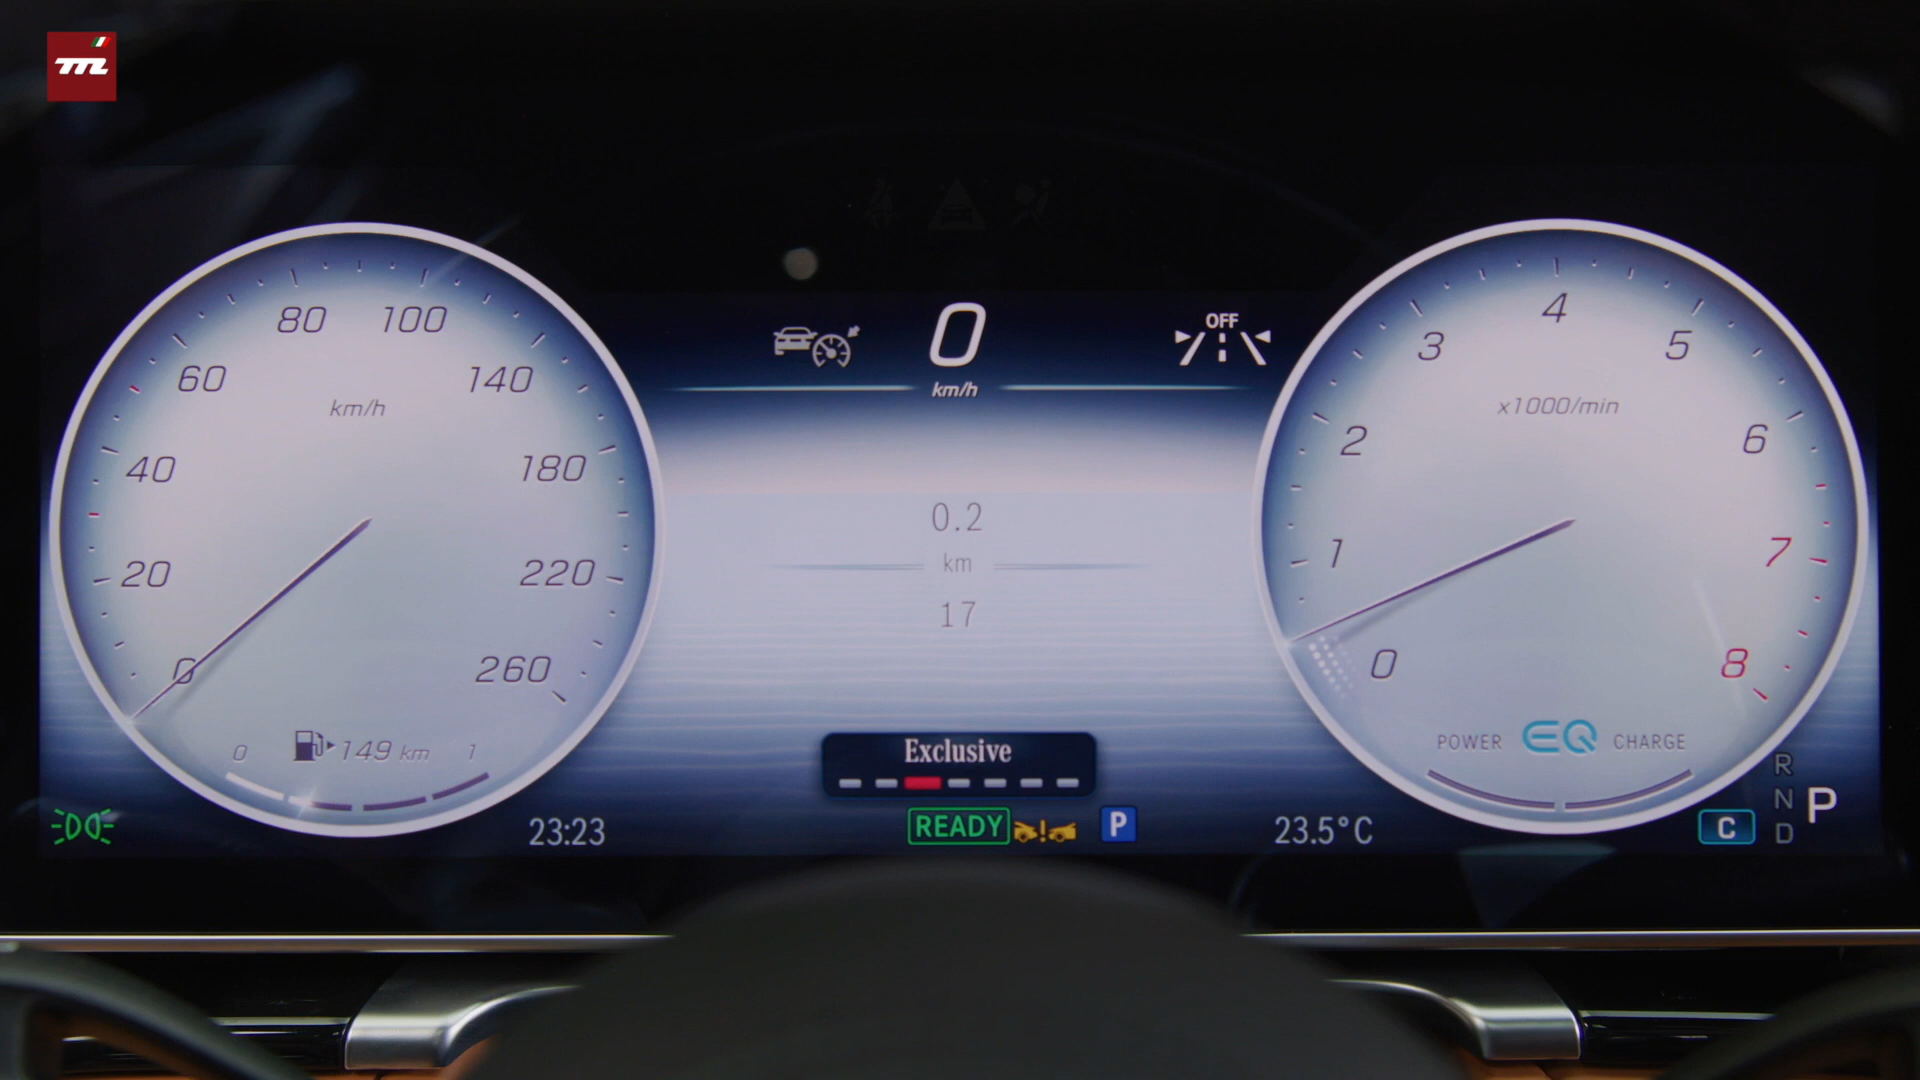 0
km/h
OFF
0
20
40
60
80
100
140
180
220
260
km/h
0
149 km
1
0.2
km
17
Exclusive
0
1
2
3
4
5
6
7
8
x1000/min
POWER
EQ
CHARGE
23:23
READY
P
23.5°C
C
R
N
D
P